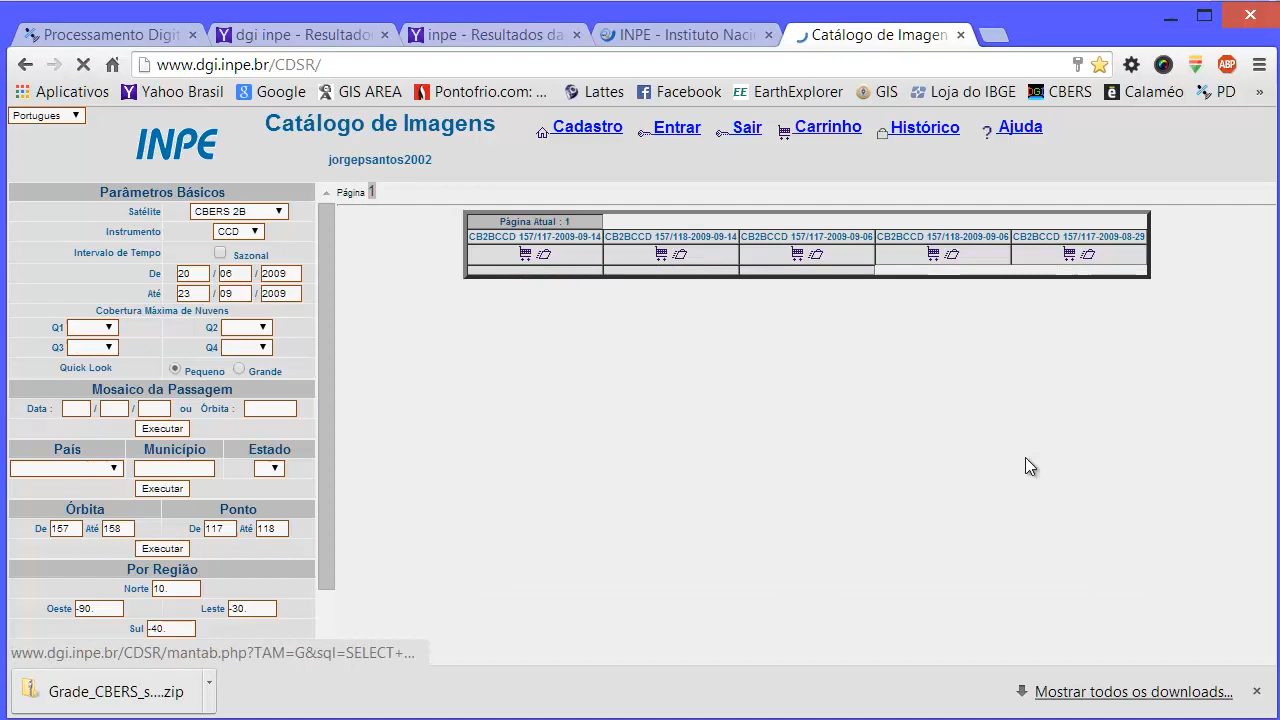 Processamento Digit
dgi inpe - Resultado
inpe - Resultados da
INPE - Instituto Naci
Catálogo de Imagen
www.dgi.inpe.br/CDSR/
ABP
Aplicativos
Yahoo Brasil
Google
GIS AREA
Pontofrio.com: ...
Lattes
Facebook
EE EarthExplorer
GIS
Loja do IBGE
DGI CBERS
ē Calaméo
PD
»
Portugues
INPE
Catálogo de Imagens
jorgepsantos2002
Cadastro
Entrar
Sair
Carrinho
Histórico
? Ajuda
Parâmetros Básicos
Satélite CBERS 2B
Instrumento CCD
Intervalo de Tempo Sazonal
De 20 / 06 / 2009
Até 23 / 09 / 2009
Cobertura Máxima de Nuvens
Q1 Q2
Q3 Q4
Quick Look Pequeno Grande
Mosaico da Passagem
Data : / / ou Órbita :
Executar
País Município Estado
Executar
Órbita Ponto
De 157 Até 158 De 117 Até 118
Executar
Por Região
Norte 10.
Oeste -90. Leste -30.
Sul -40.
Página 1
Página Atual : 1
CB2BCCD 157/117-2009-09-14 CB2BCCD 157/118-2009-09-14 CB2BCCD 157/117-2009-09-06 CB2BCCD 157/118-2009-09-06 CB2BCCD 157/117-2009-08-29
www.dgi.inpe.br/CDSR/mantab.php?TAM=G&sql=SELECT+...
Grade_CBERS_s....zip
Mostrar todos os downloads...